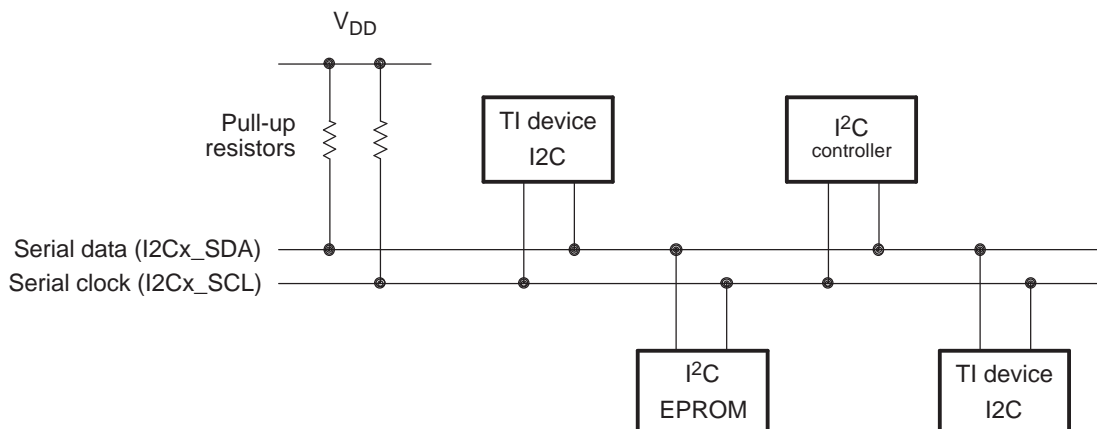 V_DD
Pull-up
resistors
TI device
I2C
I²C
controller
Serial data (I2Cx_SDA)
Serial clock (I2Cx_SCL)
I²C
EPROM
TI device
I2C